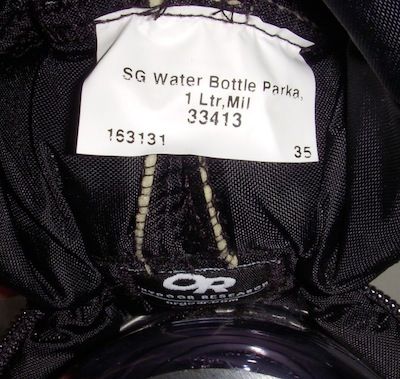 SG Water Bottle Parka,
1 Ltr,Mil
33413
163131 35
OR
OUTDOOR RESEARCH